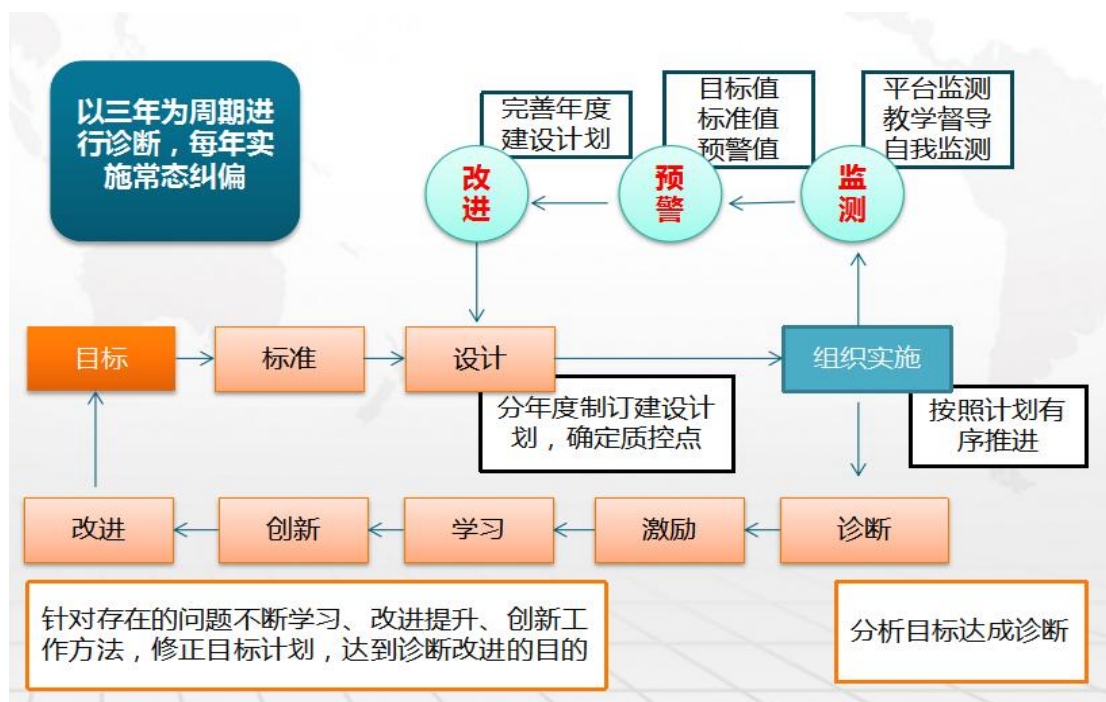 以三年为周期进
行诊断，每年实
施常态纠偏
完善年度
建设计划
目标值
标准值
预警值
平台监测
教学督导
自我监测
改
进
预
警
监
测
目标
标准
设计
组织实施
分年度制订建设计
划，确定质控点
按照计划有
序推进
改进
创新
学习
激励
诊断
针对存在的问题不断学习、改进提升、创新工
作方法，修正目标计划，达到诊断改进的目的
分析目标达成诊断